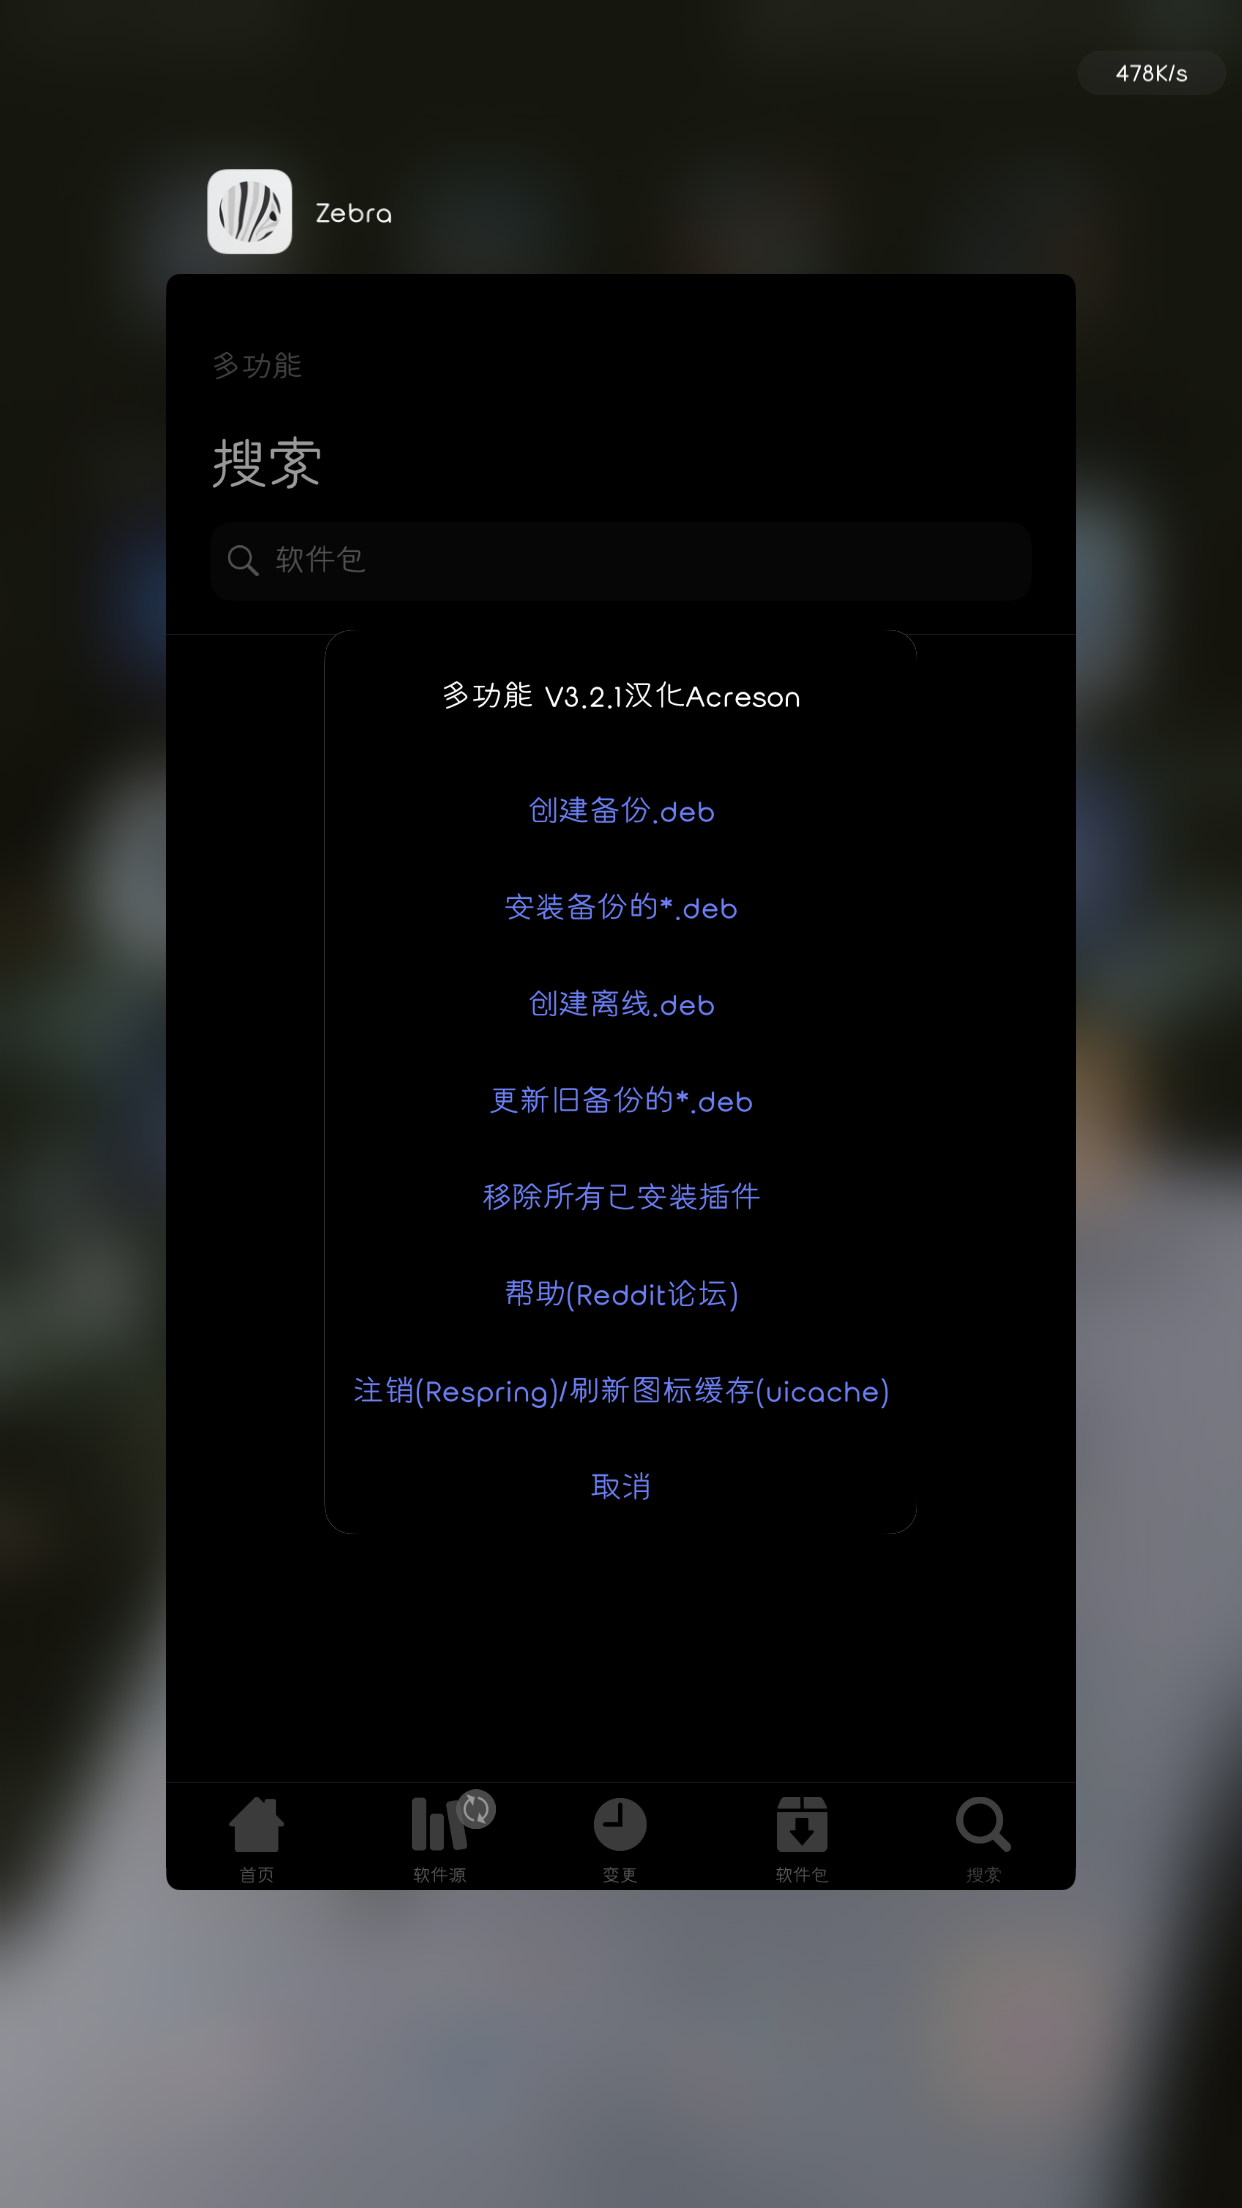 478K/s
Zebra
多功能
搜索
软件包
多功能 V3.2.1汉化Acreson
创建备份.deb
安装备份的*.deb
创建离线.deb
更新旧备份的*.deb
移除所有已安装插件
帮助(Reddit论坛)
注销(Respring)/刷新图标缓存(uicache)
取消
首页 软件源 变更 软件包 搜索